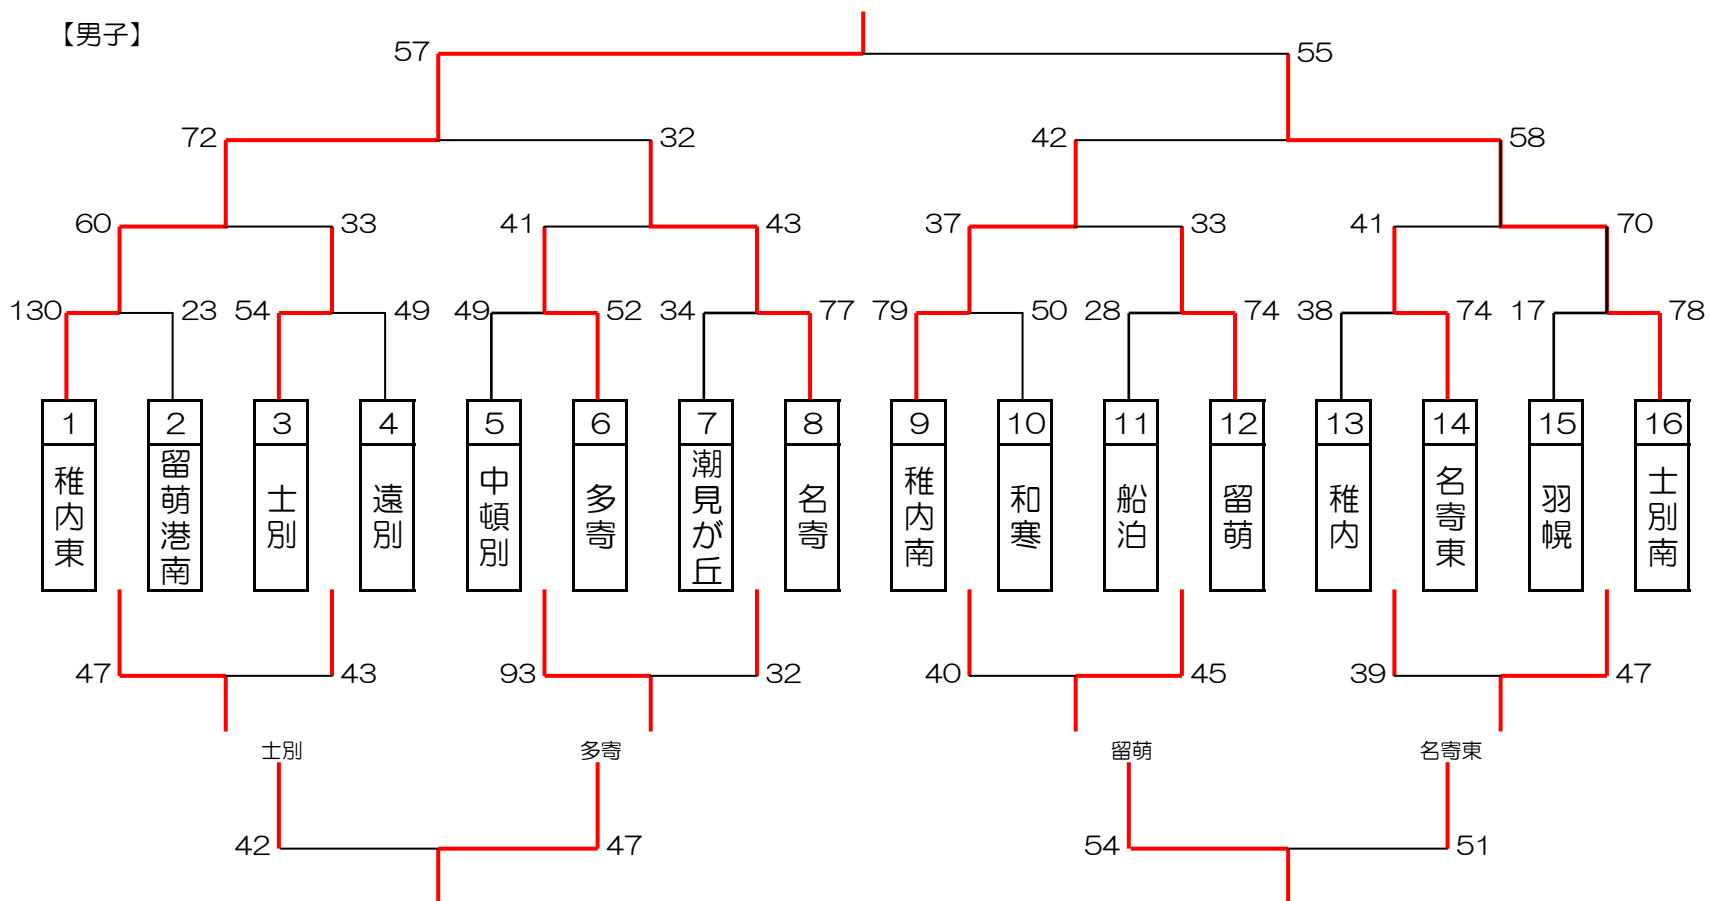 【男子】
57 55
72 32 42 58
60 33 41 43 37 33 41 70
130 23 54 49 49 52 34 77 79 50 28 74 38 74 17 78
1 2 3 4 5 6 7 8 9 10 11 12 13 14 15 16
稚内東 留萌港南 士別 遠別 中頓別 多寄 潮見が丘 名寄 稚内南 和寒 船泊 留萌 稚内 名寄東 羽幌 士別南
47 43 93 32 40 45 39 47
士別 多寄 留萌 名寄東
42 47 54 51